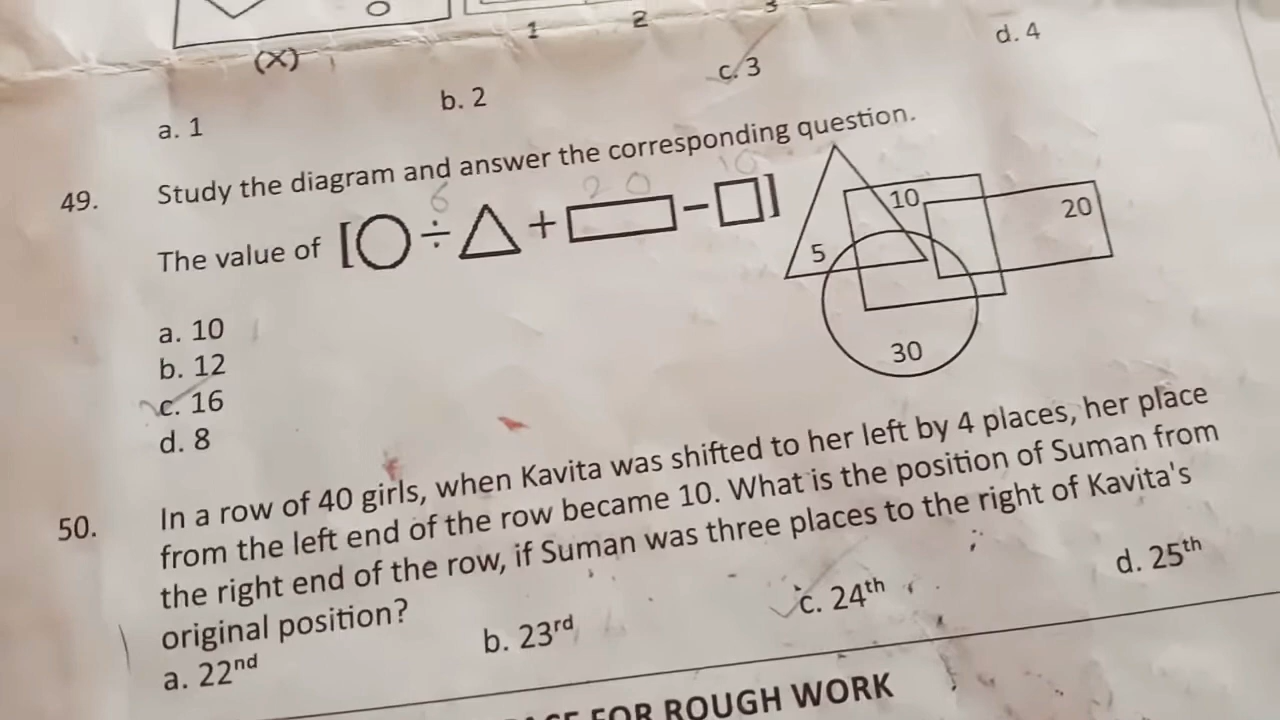 1 2 3
(X)
a. 1 b. 2 c. 3 d. 4
49. Study the diagram and answer the corresponding question.
6 20 10
The value of [◯ ÷ △ + ▭ − □]
10
20
5
30
a. 10
b. 12
c. 16
d. 8
50. In a row of 40 girls, when Kavita was shifted to her left by 4 places, her place
from the left end of the row became 10. What is the position of Suman from
the right end of the row, if Suman was three places to the right of Kavita's
original position?
a. 22nd b. 23rd c. 24th d. 25th
FOR ROUGH WORK